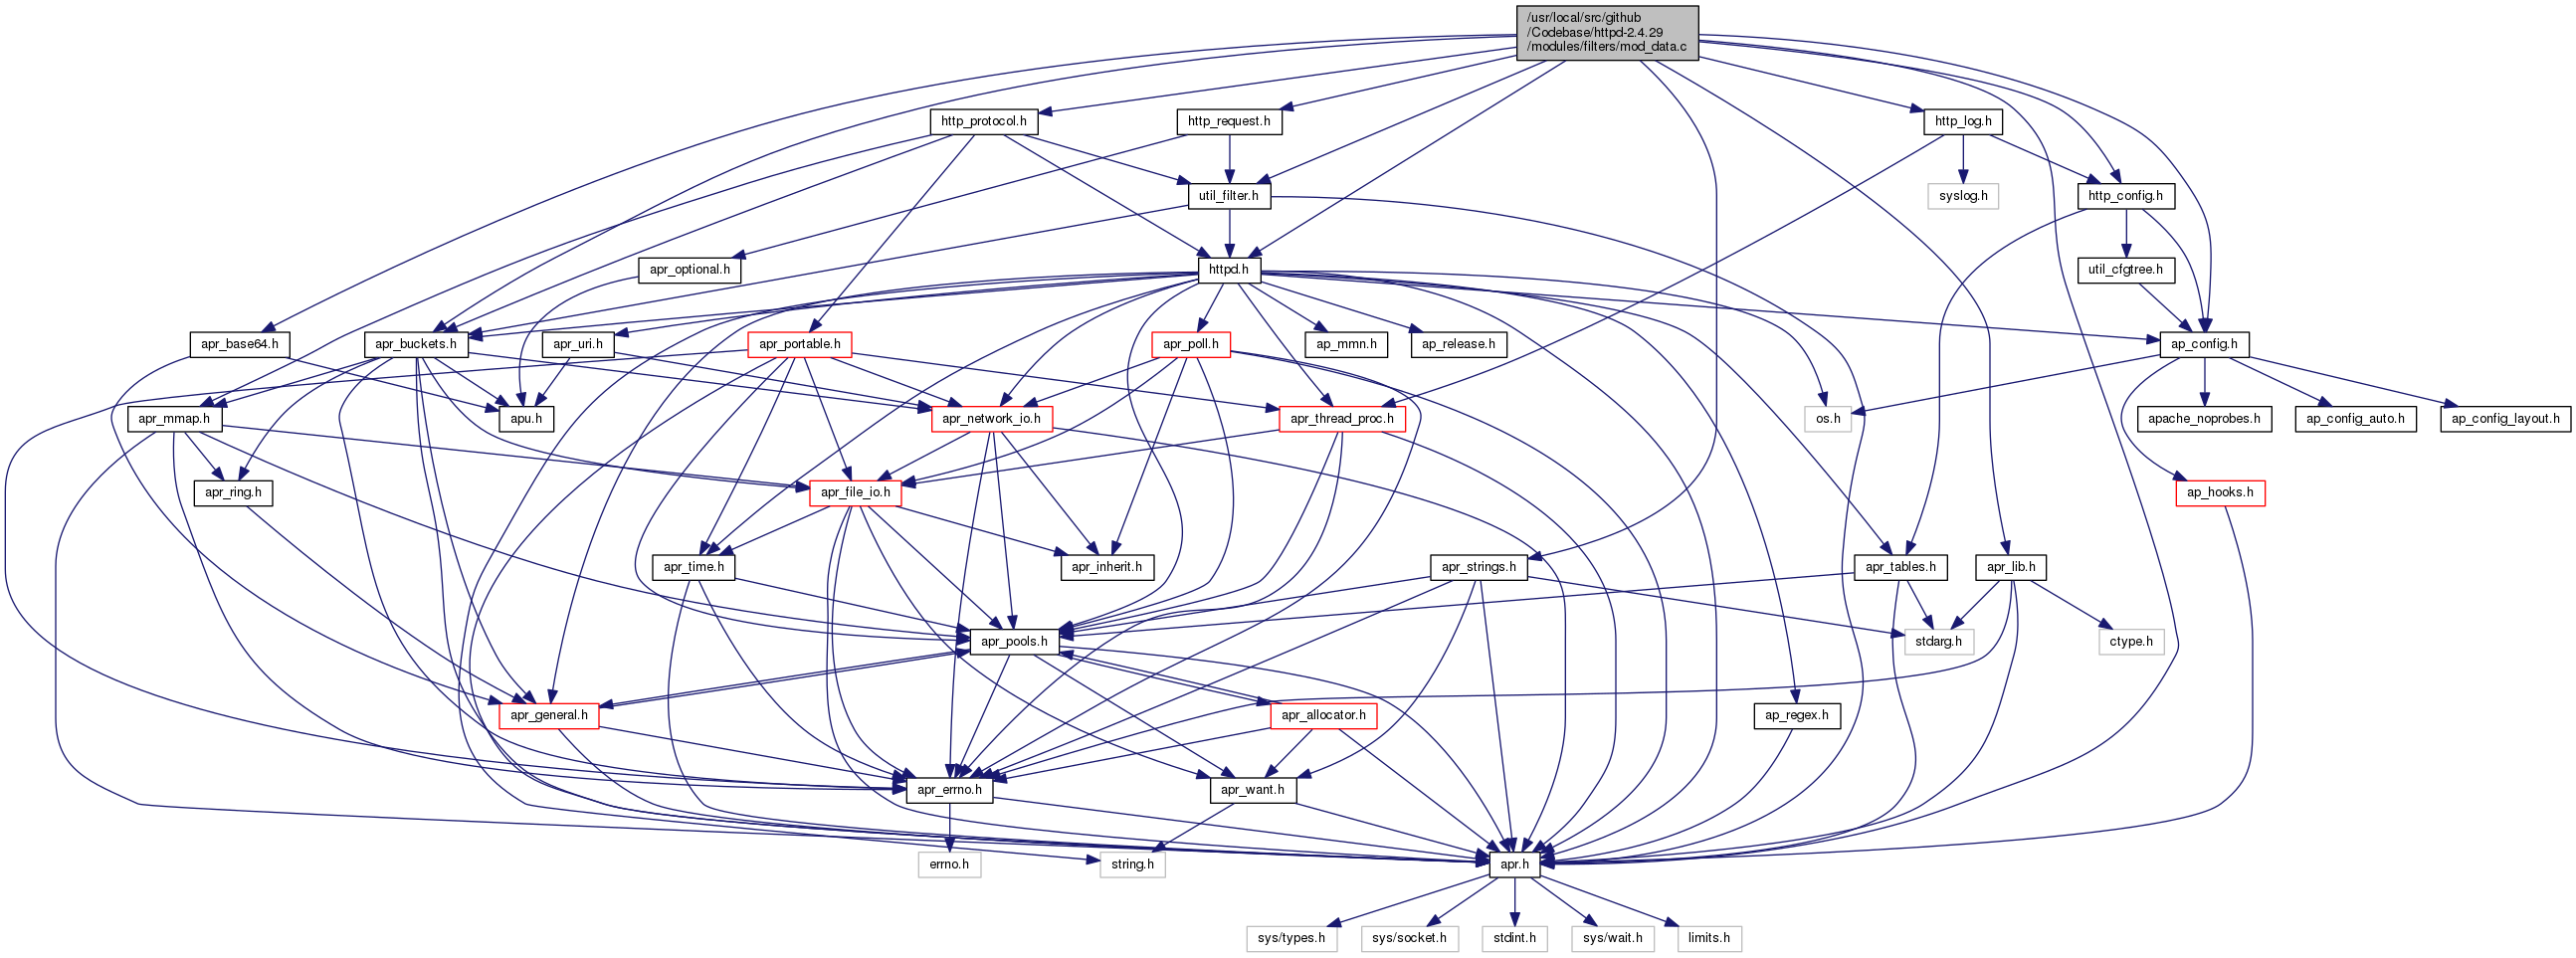 /usr/local/src/github
/Codebase/httpd-2.4.29
/modules/filters/mod_data.c
http_protocol.h
http_request.h
http_log.h
util_filter.h
syslog.h
http_config.h
apr_optional.h
httpd.h
util_cfgtree.h
apr_base64.h
apr_buckets.h
apr_uri.h
apr_portable.h
apr_poll.h
ap_mmn.h
ap_release.h
ap_config.h
apr_mmap.h
apu.h
apr_network_io.h
apr_thread_proc.h
os.h
apache_noprobes.h
ap_config_auto.h
ap_config_layout.h
apr_ring.h
apr_file_io.h
ap_hooks.h
apr_time.h
apr_inherit.h
apr_strings.h
apr_tables.h
apr_lib.h
apr_pools.h
stdarg.h
ctype.h
apr_general.h
apr_allocator.h
ap_regex.h
apr_errno.h
apr_want.h
errno.h
string.h
apr.h
sys/types.h
sys/socket.h
stdint.h
sys/wait.h
limits.h